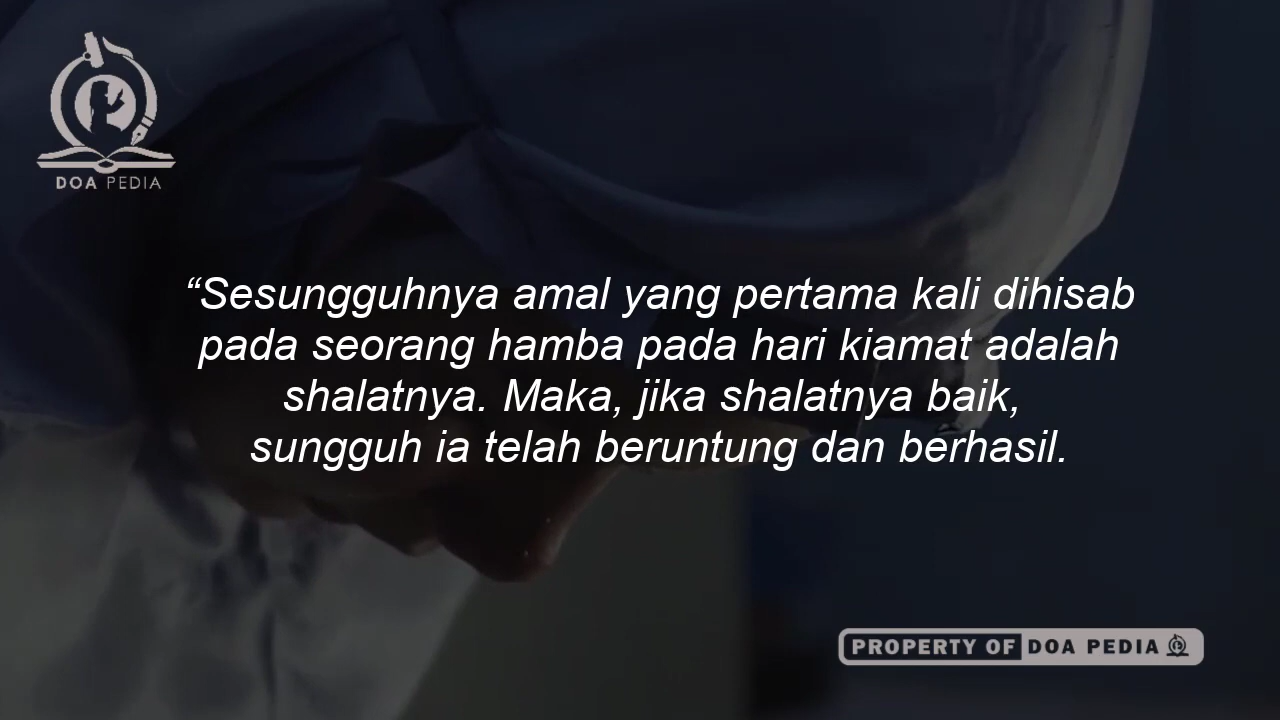 DOA PEDIA
“Sesungguhnya amal yang pertama kali dihisab
pada seorang hamba pada hari kiamat adalah
shalatnya. Maka, jika shalatnya baik,
sungguh ia telah beruntung dan berhasil.
PROPERTY OF DOA PEDIA